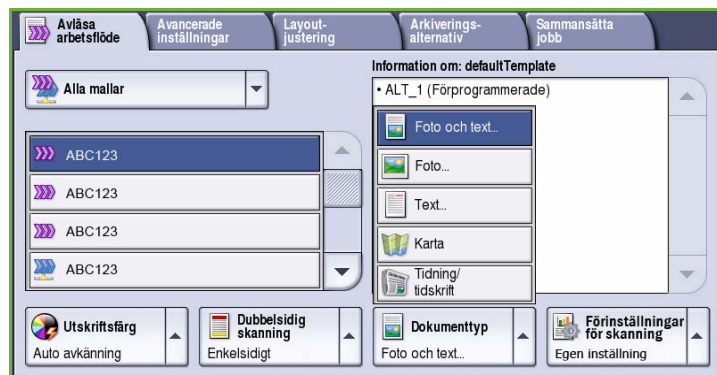 Avläsa
arbetsflöde
Avancerade
inställningar
Layout-
justering
Arkiverings-
alternativ
Sammansätta
jobb
Alla mallar
Information om: defaultTemplate
• ALT_1 (Förprogrammerade)
ABC123
ABC123
ABC123
ABC123
Foto och text...
Foto...
Text...
Karta
Tidning/
tidskrift
Utskriftsfärg
Auto avkänning
Dubbelsidig
skanning
Enkelsidigt
Dokumenttyp
Foto och text...
Förinställningar
för skanning
Egen inställning